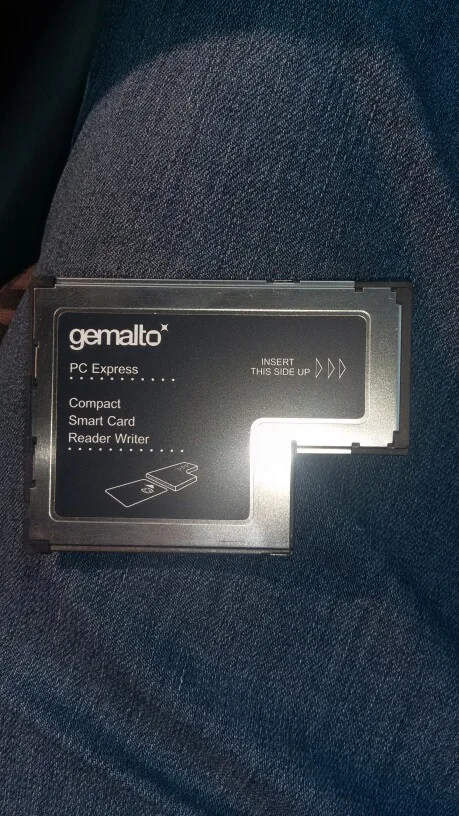 gemalto
PC Express
INSERT
THIS SIDE UP
Compact
Smart Card
Reader Writer